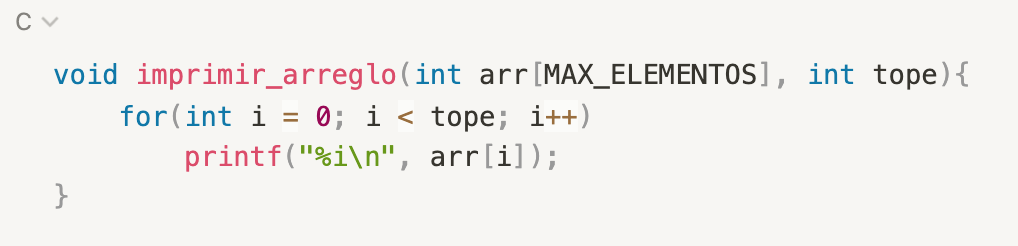 C
void imprimir_arreglo(int arr[MAX_ELEMENTOS], int tope){
    for(int i = 0; i < tope; i++)
        printf("%i\n", arr[i]);
}